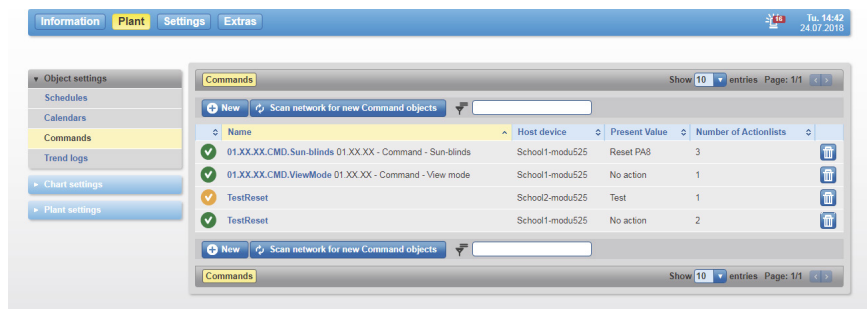 Information Plant Settings Extras
16
Tu. 14:42
24.07.2018
Object settings
Schedules
Calendars
Commands
Trend logs
Chart settings
Plant settings
Commands Show 10 entries Page: 1/1
New Scan network for new Command objects
Name Host device Present Value Number of Actionlists
01.XX.XX.CMD.Sun-blinds 01.XX.XX - Command - Sun-blinds School1-modu525 Reset PA8 3
01.XX.XX.CMD.ViewMode 01.XX.XX - Command - View mode School1-modu525 No action 1
TestReset School2-modu525 Test 1
TestReset School1-modu525 No action 2
New Scan network for new Command objects
Commands Show 10 entries Page: 1/1